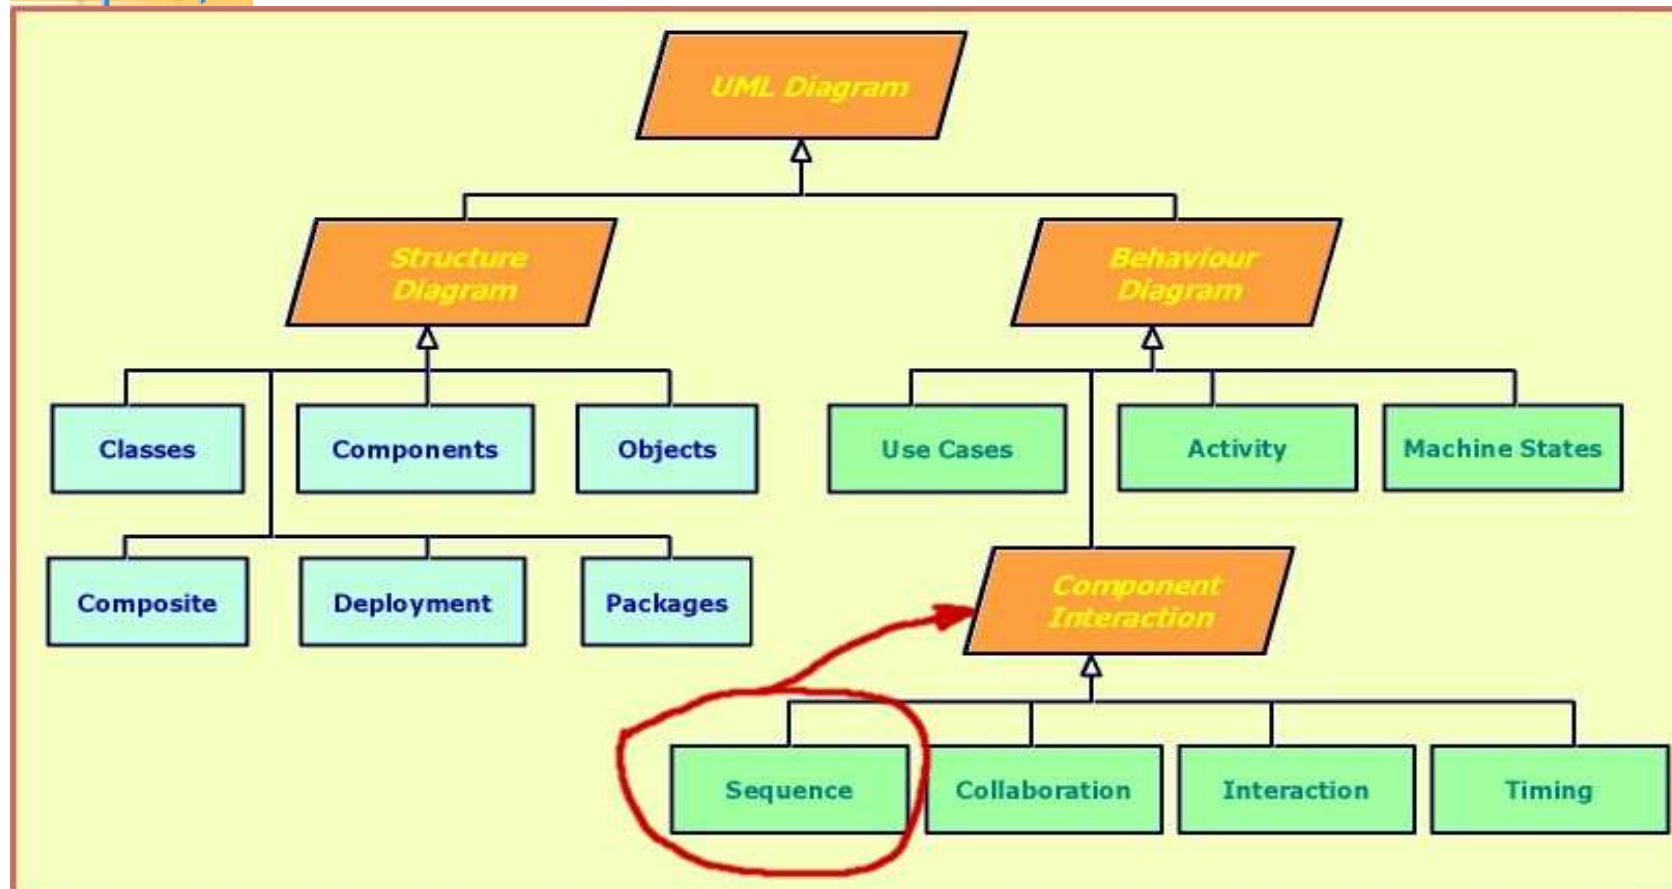 UML Diagram
Structure
Diagram
Behaviour
Diagram
Classes
Components
Objects
Use Cases
Activity
Machine States
Composite
Deployment
Packages
Component
Interaction
Sequence
Collaboration
Interaction
Timing